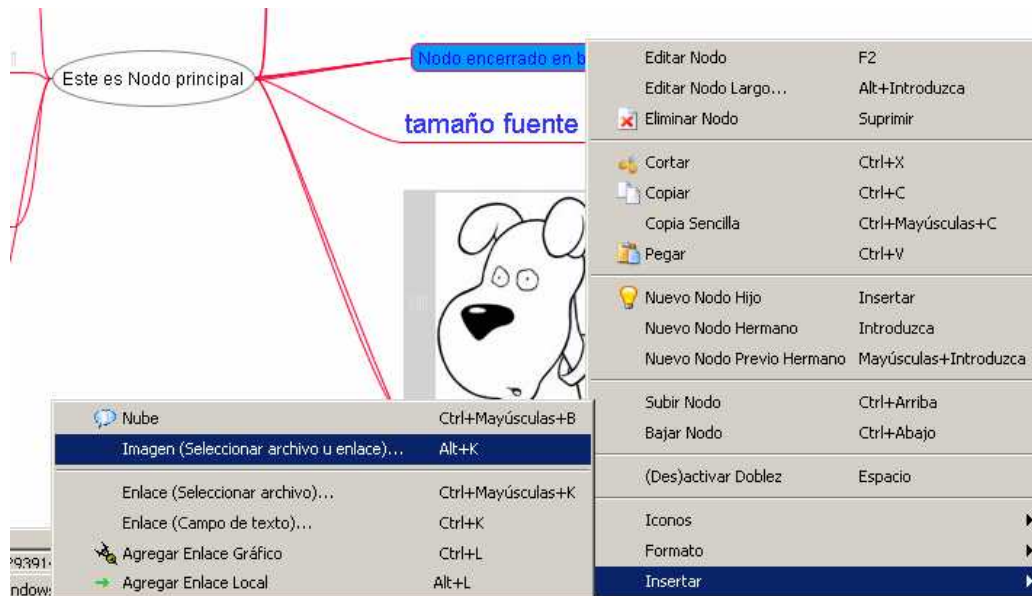 Este es Nodo principal
Nodo encerrado en b
tamaño fuente
Editar Nodo F2
Editar Nodo Largo... Alt+Introduzca
Eliminar Nodo Suprimir
Cortar Ctrl+X
Copiar Ctrl+C
Copia Sencilla Ctrl+Mayúsculas+C
Pegar Ctrl+V
Nuevo Nodo Hijo Insertar
Nuevo Nodo Hermano Introduzca
Nuevo Nodo Previo Hermano Mayúsculas+Introduzca
Subir Nodo Ctrl+Arriba
Bajar Nodo Ctrl+Abajo
(Des)activar Doblez Espacio
Iconos
Formato
Insertar
Nube Ctrl+Mayúsculas+B
Imagen (Seleccionar archivo u enlace)... Alt+K
Enlace (Seleccionar archivo)... Ctrl+Mayúsculas+K
Enlace (Campo de texto)... Ctrl+K
Agregar Enlace Gráfico Ctrl+L
Agregar Enlace Local Alt+L